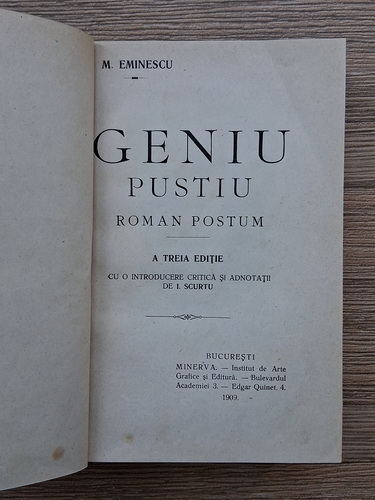 M. EMINESCU
GENIU
PUSTIU
ROMAN POSTUM
A TREIA EDIȚIE
CU O INTRODUCERE CRITICĂ ȘI ADNOTAȚII
DE I. SCURTU
BUCUREȘTI
MINERVA. — Institut de Arte
Grafice și Editură. — Bulevardul
Academiei 3. — Edgar Quinet. 4.
1909.